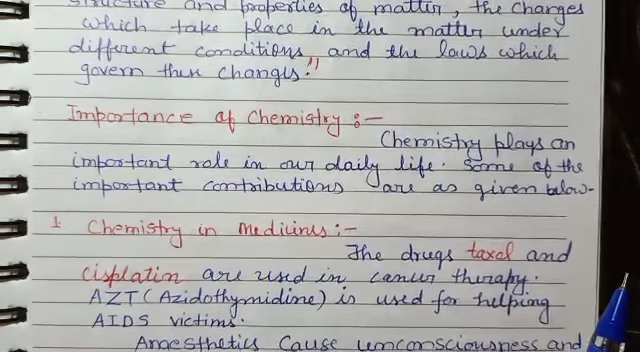 structure and properties of matter, the changes
which take place in the matter under
different conditions, and the laws which
govern these changes."
Importance of Chemistry :-
Chemistry plays an
important role in our daily life. Some of the
important contributions are as given below-
1 Chemistry in Medicines :-
The drugs taxol and
cisplatin are used in cancer therapy.
AZT (Azidothymidine) is used for helping
AIDS victims.
Anaesthetics cause unconsciousness and